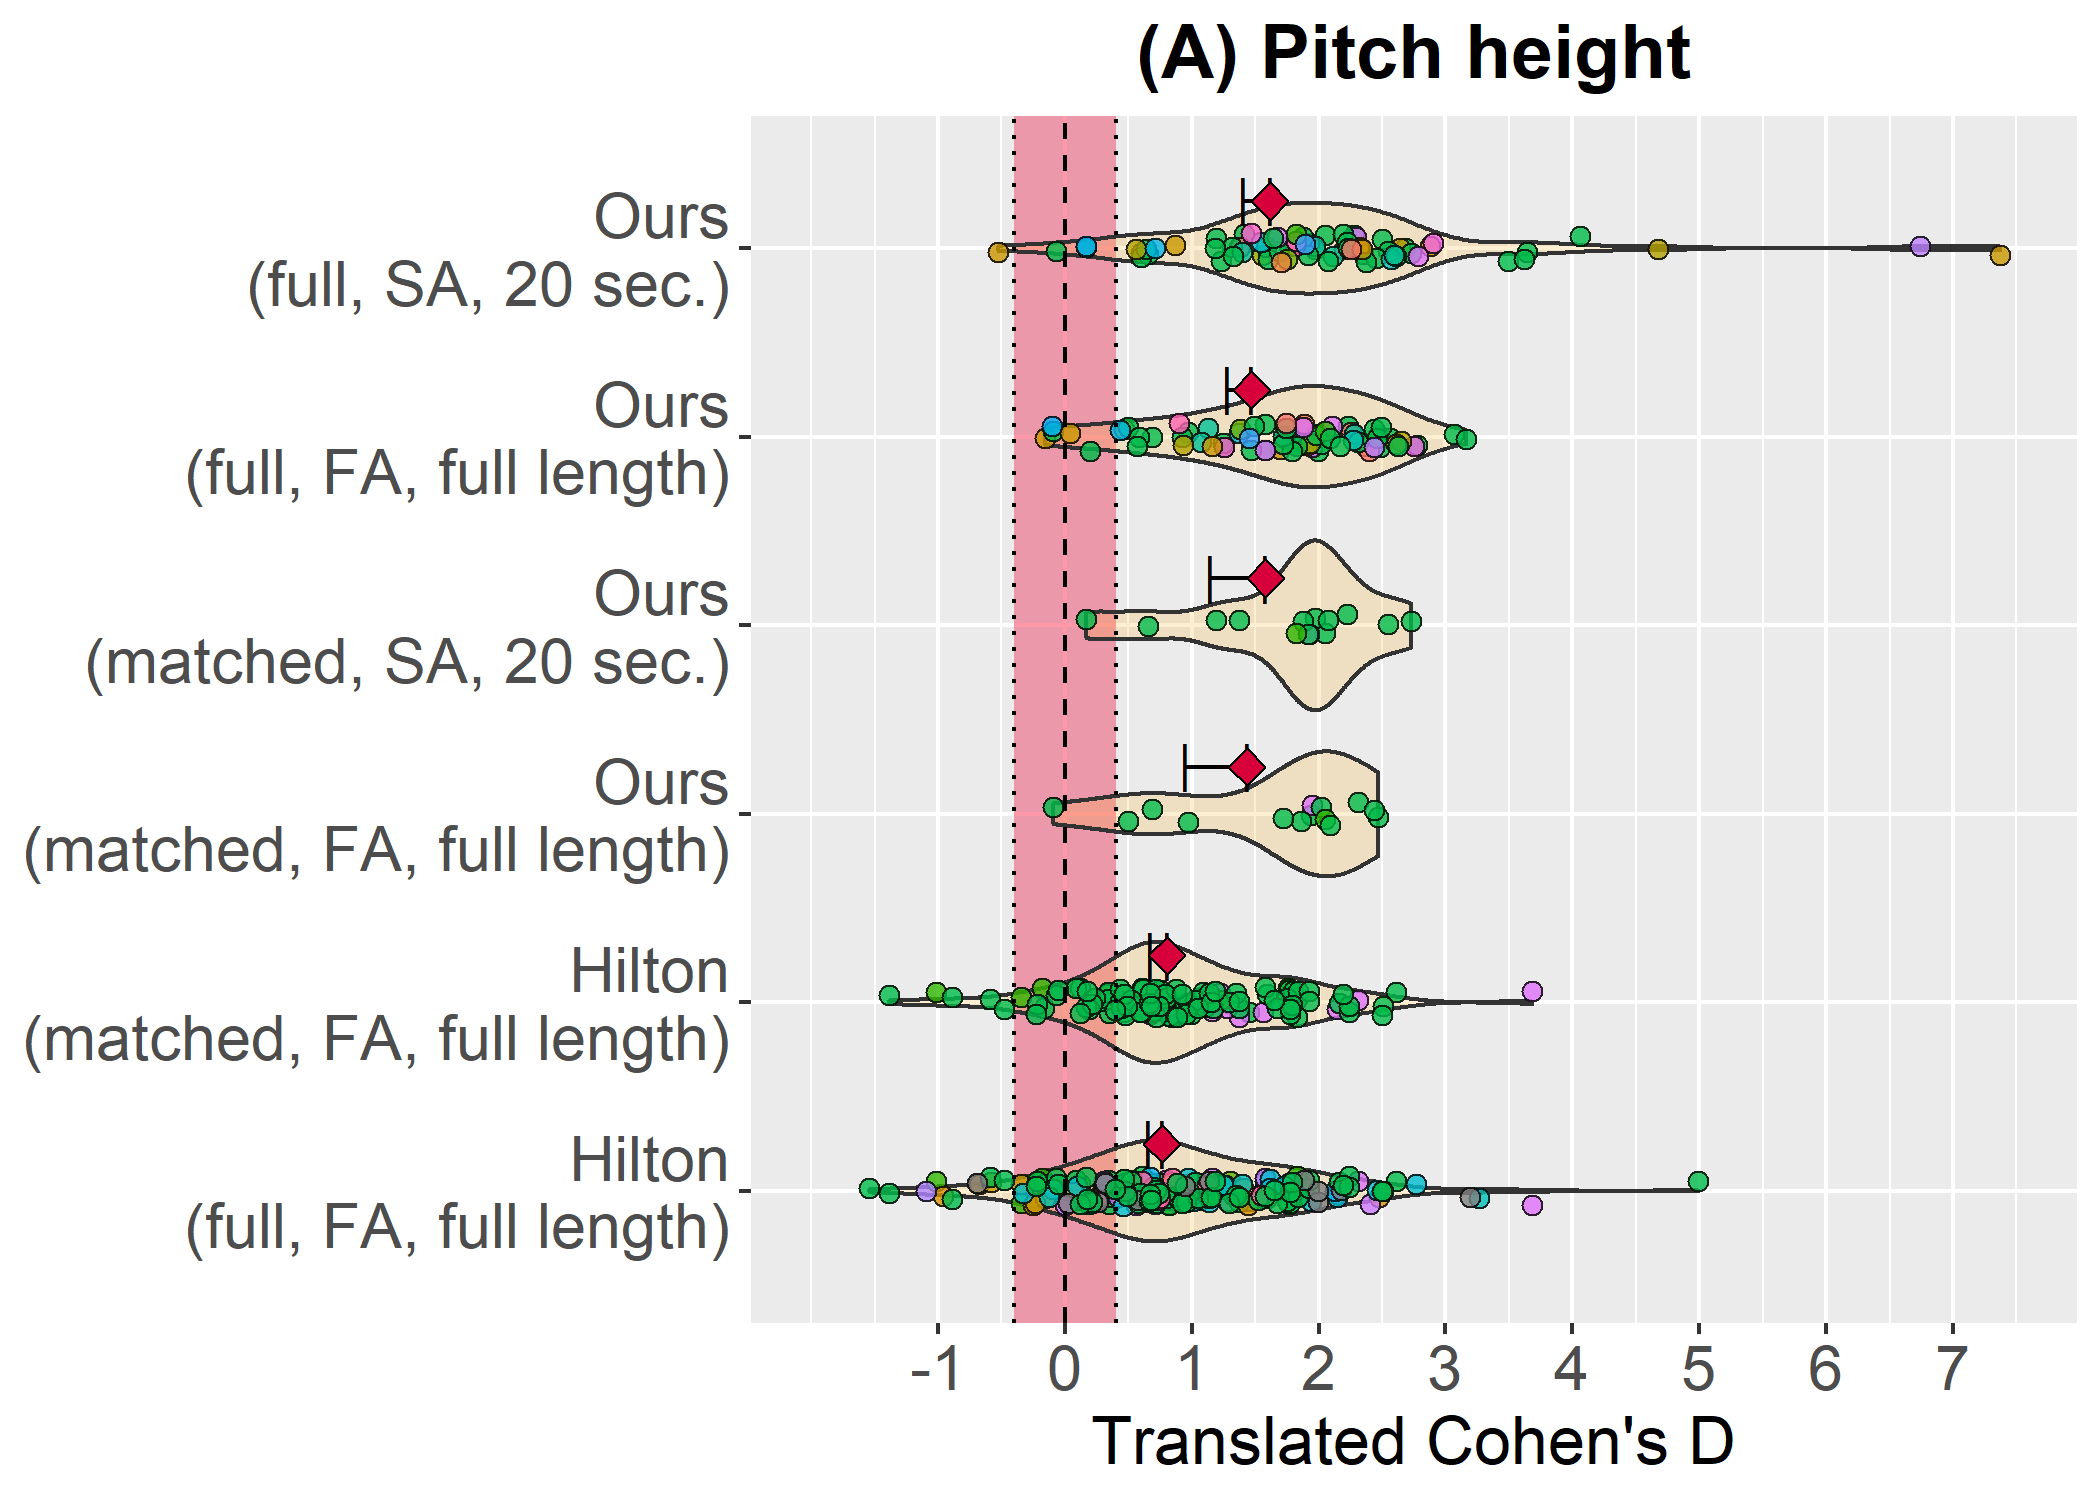 (A) Pitch height
Ours
(full, SA, 20 sec.)
Ours
(full, FA, full length)
Ours
(matched, SA, 20 sec.)
Ours
(matched, FA, full length)
Hilton
(matched, FA, full length)
Hilton
(full, FA, full length)
-1 0 1 2 3 4 5 6 7
Translated Cohen's D